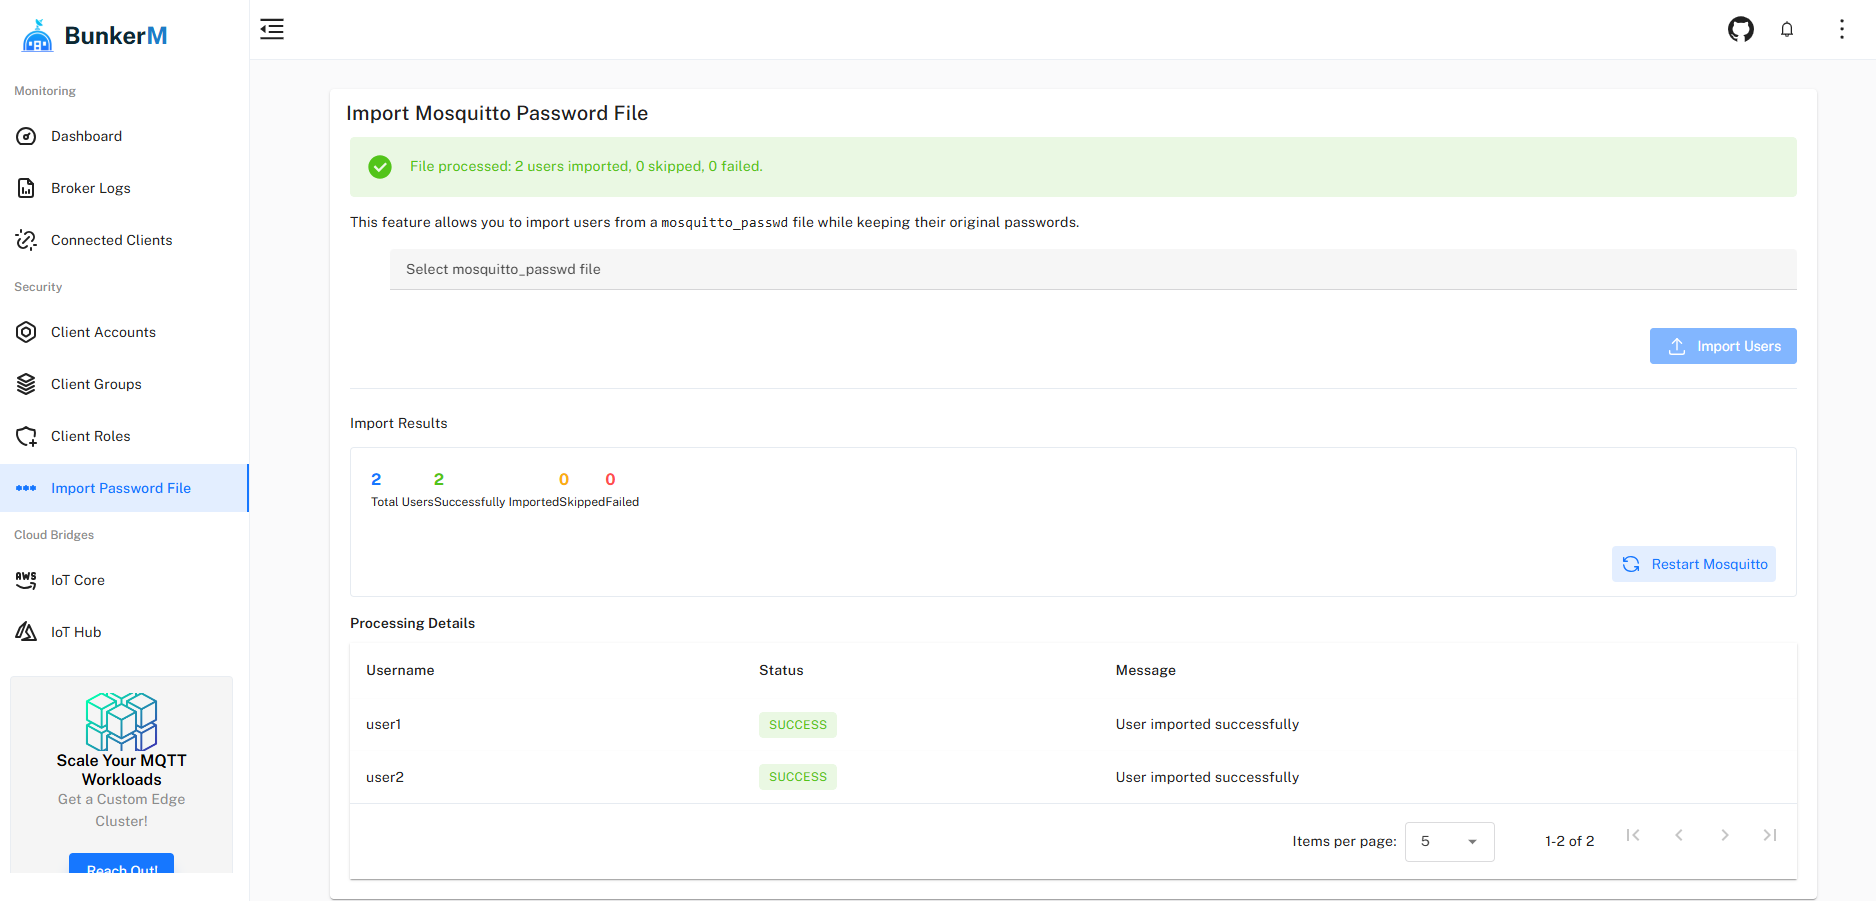 BunkerM
Monitoring
Dashboard
Broker Logs
Connected Clients
Security
Client Accounts
Client Groups
Client Roles
Import Password File
Cloud Bridges
AWS
IoT Core
IoT Hub
Scale Your MQTT
Workloads
Get a Custom Edge
Cluster!
Reach Out!
Import Mosquitto Password File
File processed: 2 users imported, 0 skipped, 0 failed.
This feature allows you to import users from a mosquitto_passwd file while keeping their original passwords.
Select mosquitto_passwd file
Import Users
Import Results
2 2 0 0
Total Users Successfully Imported Skipped Failed
Restart Mosquitto
Processing Details
Username Status Message
user1 SUCCESS User imported successfully
user2 SUCCESS User imported successfully
Items per page: 5 1-2 of 2